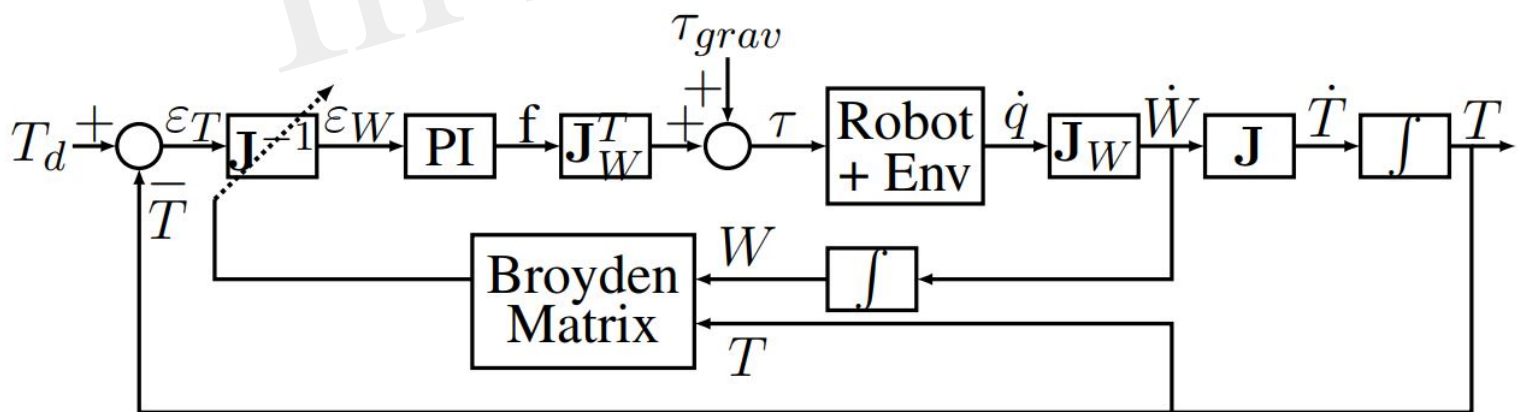 τ_grav
T_d + − T ε_T J⁻¹ ε_W PI f J_W^T + + τ Robot + Env q̇ J_W Ẇ J Ṫ ∫ T
Broyden Matrix W ∫
T